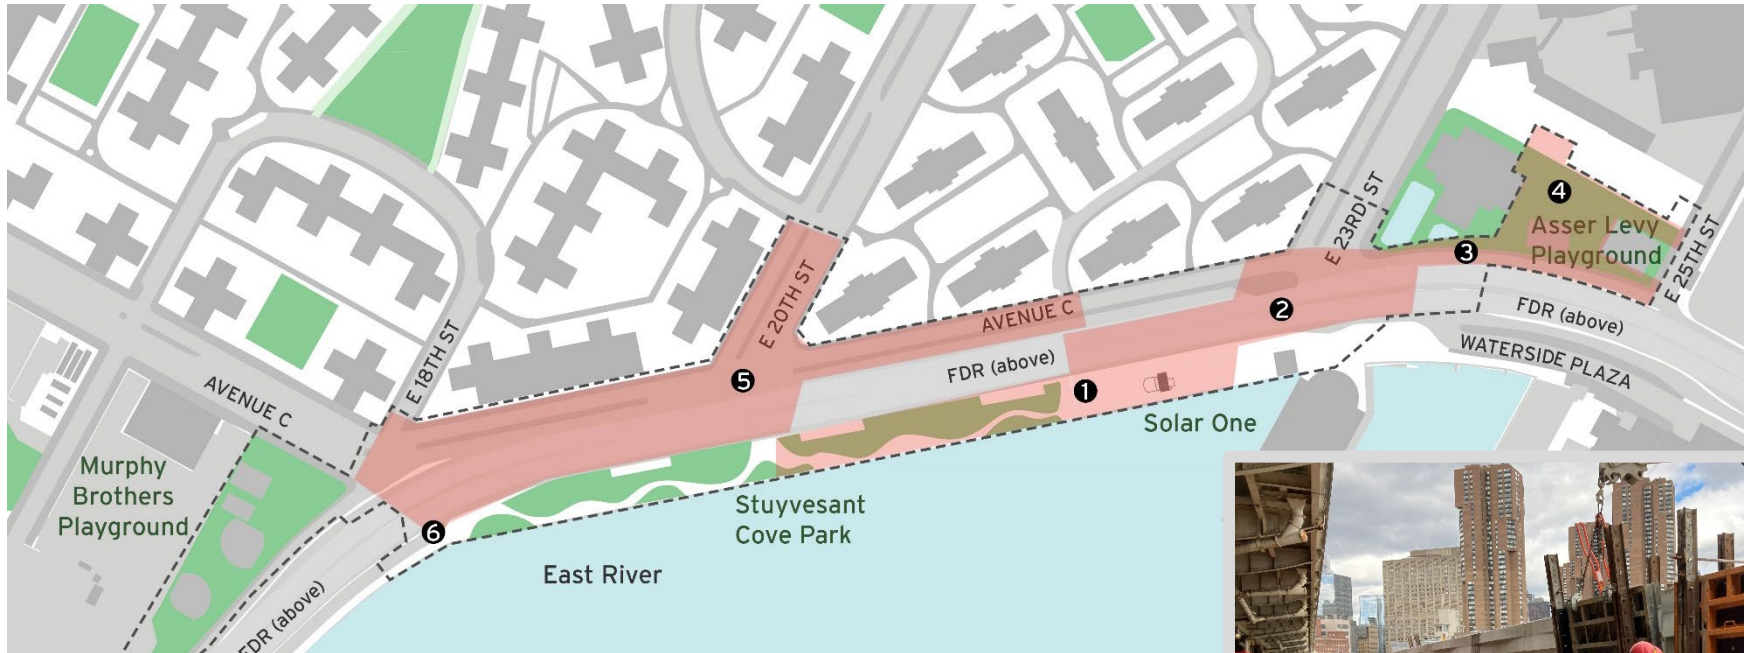 E 23RD ST
4
Asser Levy
Playground
3
E 25TH ST
E 20TH ST
AVENUE C
2
FDR (above)
WATERSIDE PLAZA
E 18TH ST
5
FDR (above)
1
AVENUE C
Solar One
Murphy
Brothers
Playground
Stuyvesant
Cove Park
6
East River
FDR (above)